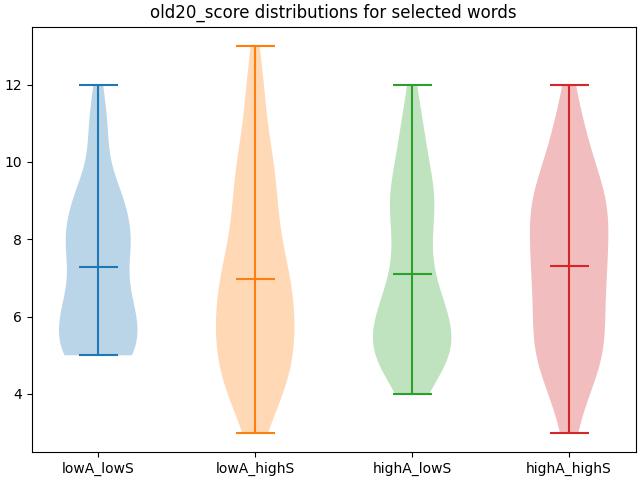 old20_score distributions for selected words
12
10
8
6
4
lowA_lowS
lowA_highS
highA_lowS
highA_highS